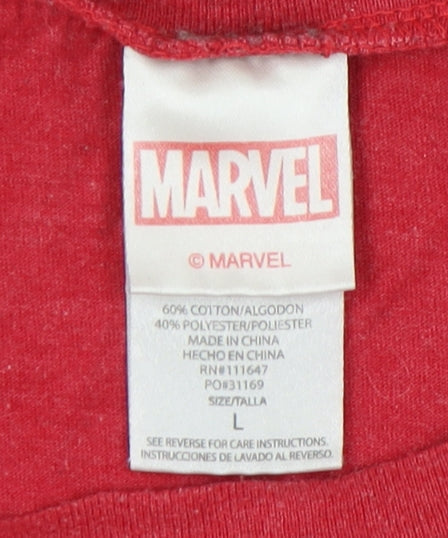 MARVEL
© MARVEL
60% COTTON/ALGODON
40% POLYESTER/POLIESTER
MADE IN CHINA
HECHO EN CHINA
RN#111647
PO#31169
SIZE/TALLA
L
SEE REVERSE FOR CARE INSTRUCTIONS.
INSTRUCCIONES DE LAVADO AL REVERSO.